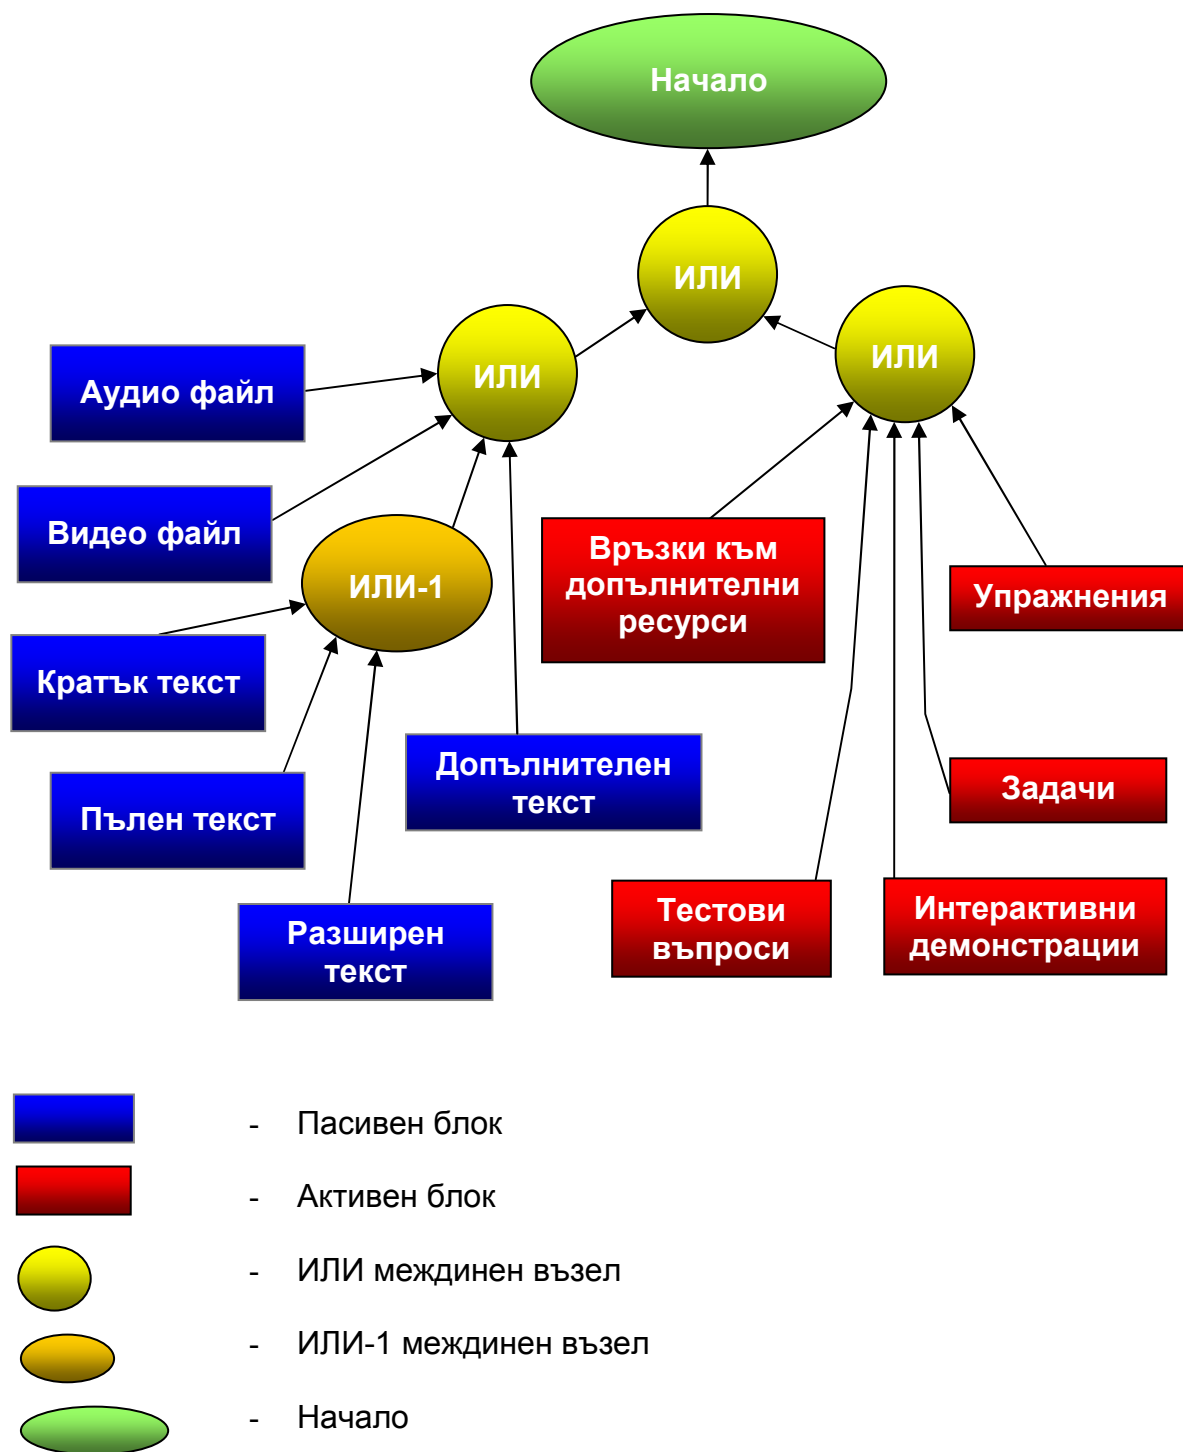 Начало
ИЛИ
ИЛИ
ИЛИ
Аудио файл
Видео файл
ИЛИ-1
Връзки към
допълнителни
ресурси
Упражнения
Кратък текст
Допълнителен
текст
Задачи
Пълен текст
Разширен
текст
Тестови
въпроси
Интерактивни
демонстрации
- Пасивен блок
- Активен блок
- ИЛИ междинен възел
- ИЛИ-1 междинен възел
- Начало